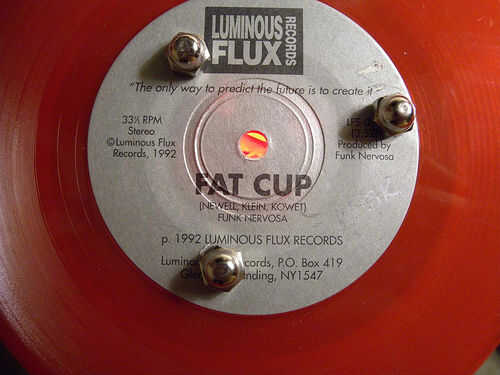 LUMINOUS
FLUX
RECORDS
"The only way to predict the future is to create it"
33⅓ RPM
Stereo
©Luminous Flux
Records, 1992
Produced by
Funk Nervosa
FAT CUP
(NEWELL, KLEIN, KOWET)
FUNK NERVOSA
p. 1992 LUMINOUS FLUX RECORDS
P.O. Box 419
NY1547